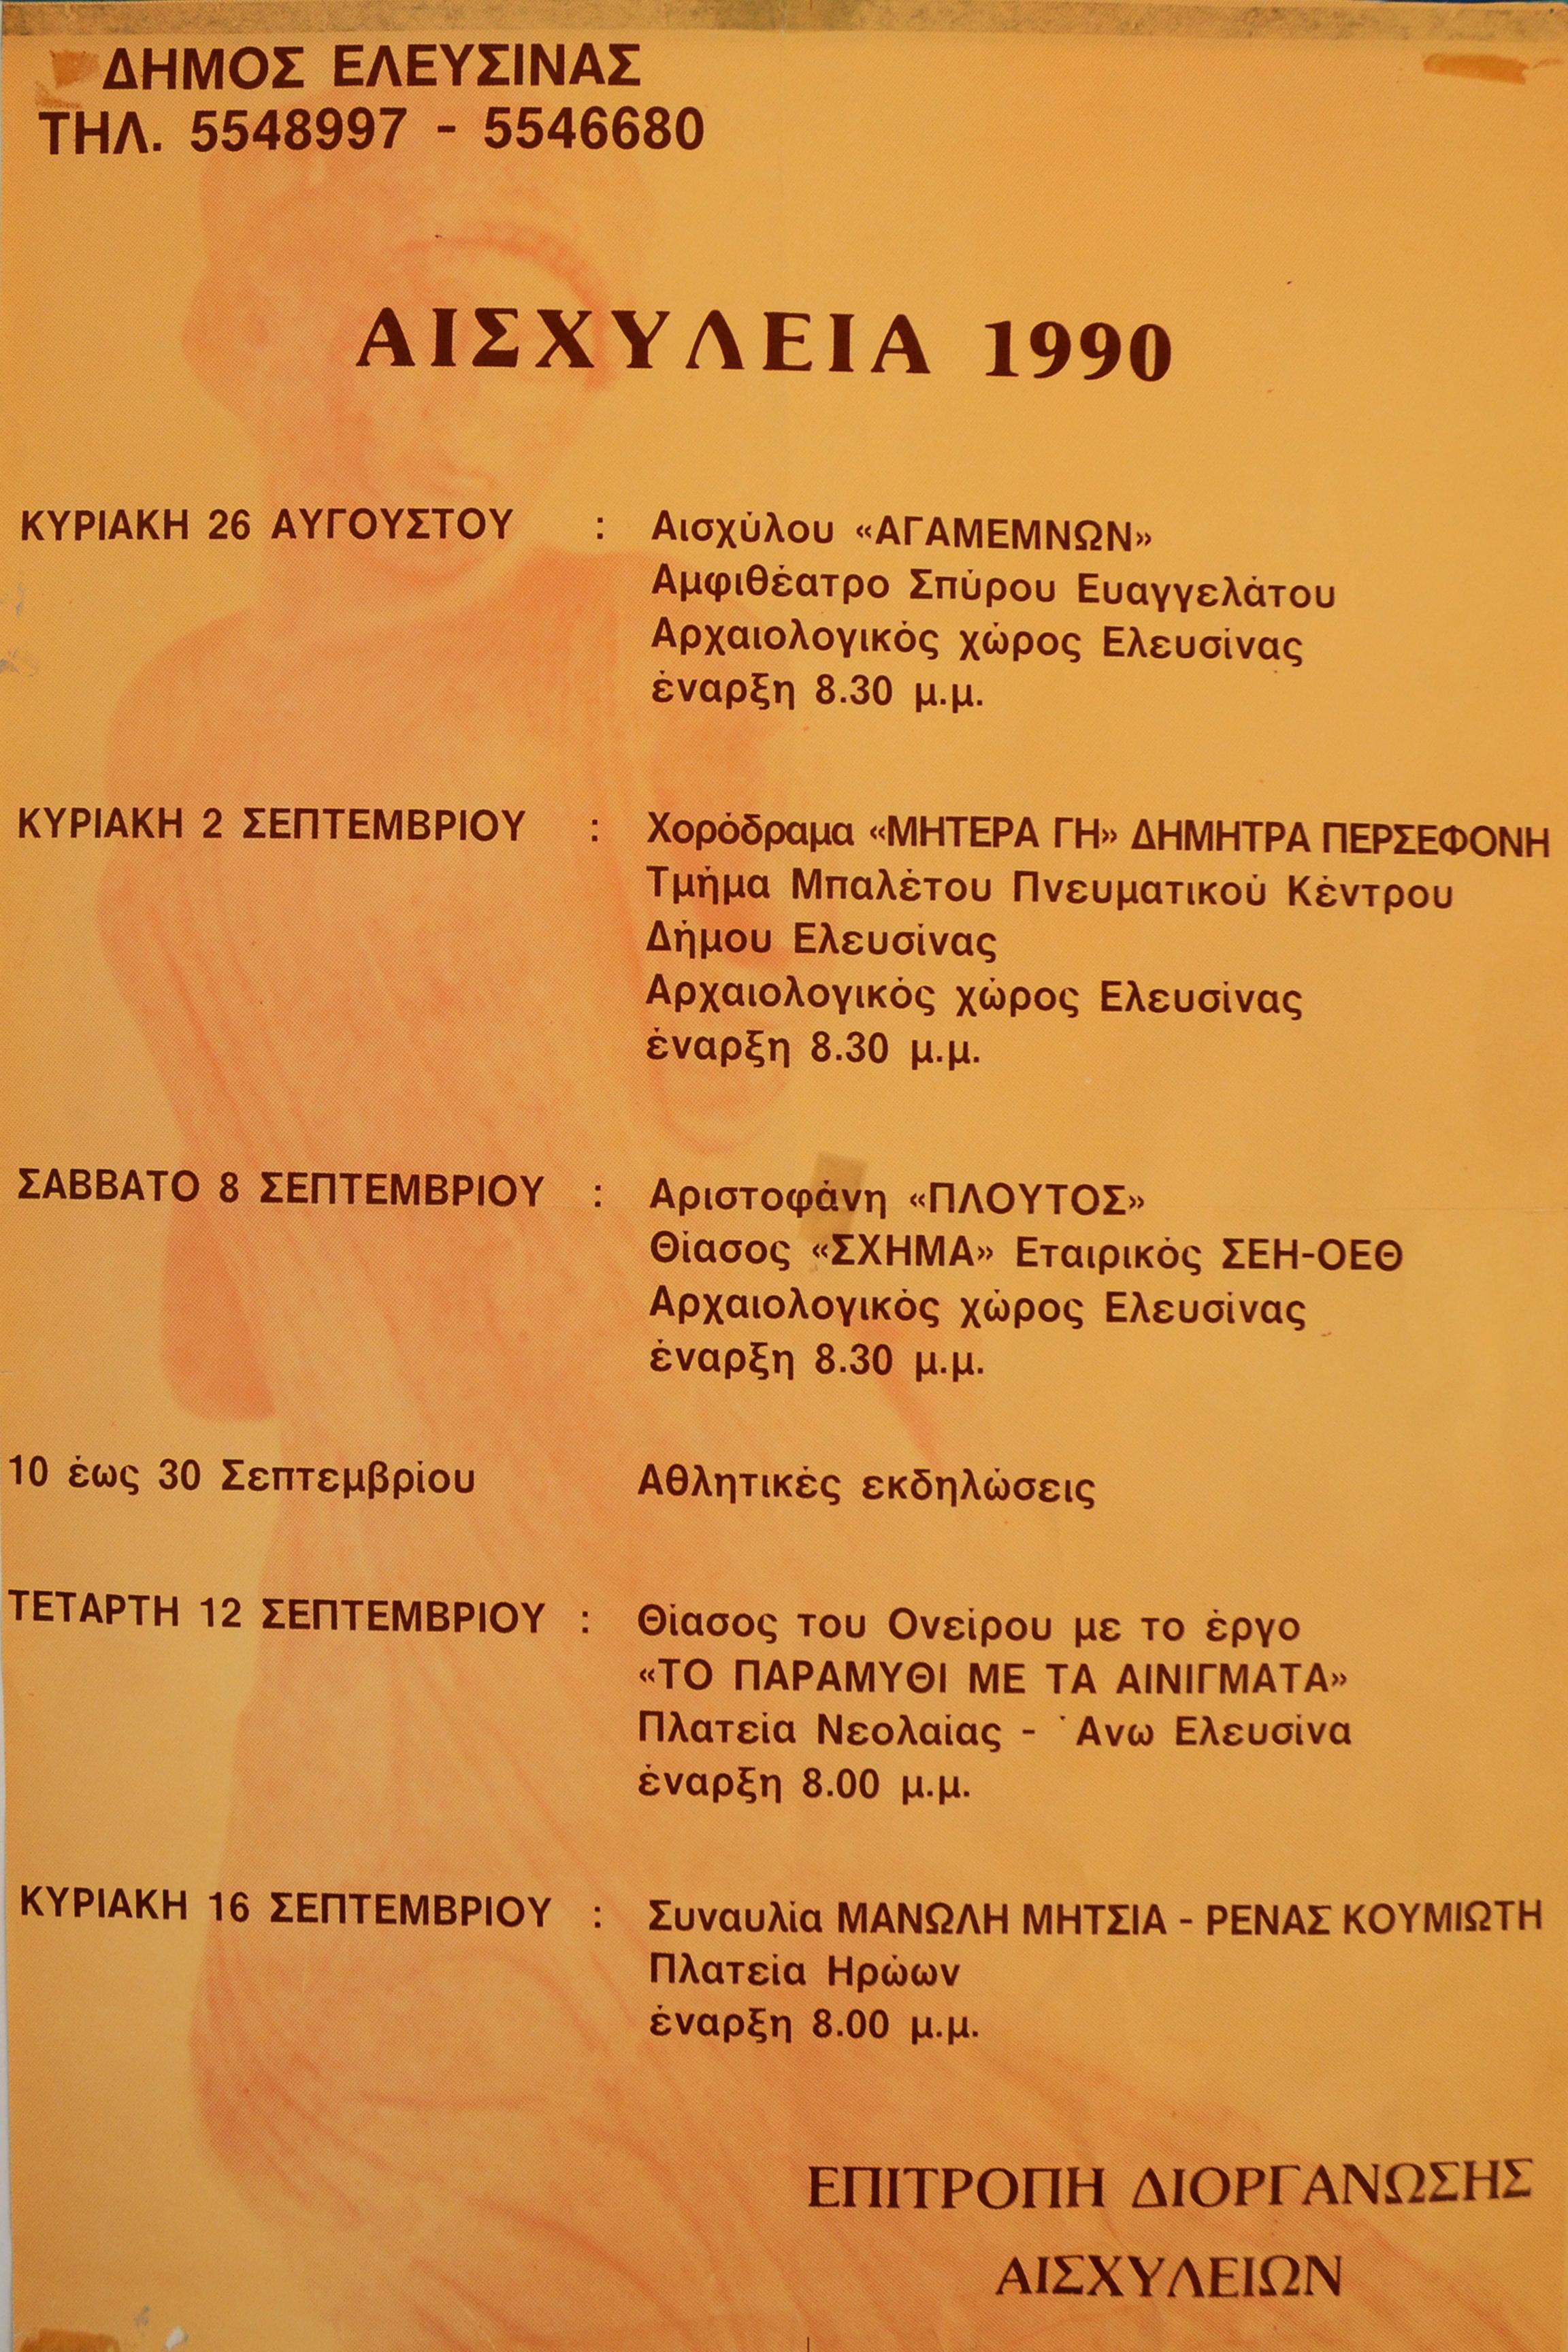 ΔΗΜΟΣ ΕΛΕΥΣΙΝΑΣ
ΤΗΛ. 5548997 - 5546680
ΑΙΣΧΥΛΕΙΑ 1990
ΚΥΡΙΑΚΗ 26 ΑΥΓΟΥΣΤΟΥ : Αισχύλου «ΑΓΑΜΕΜΝΩΝ»
Αμφιθέατρο Σπύρου Ευαγγελάτου
Αρχαιολογικός χώρος Ελευσίνας
έναρξη 8.30 μ.μ.
ΚΥΡΙΑΚΗ 2 ΣΕΠΤΕΜΒΡΙΟΥ : Χορόδραμα «ΜΗΤΕΡΑ ΓΗ» ΔΗΜΗΤΡΑ ΠΕΡΣΕΦΟΝΗ
Τμήμα Μπαλέτου Πνευματικού Κέντρου
Δήμου Ελευσίνας
Αρχαιολογικός χώρος Ελευσίνας
έναρξη 8.30 μ.μ.
ΣΑΒΒΑΤΟ 8 ΣΕΠΤΕΜΒΡΙΟΥ : Αριστοφάνη «ΠΛΟΥΤΟΣ»
Θίασος «ΣΧΗΜΑ» Εταιρικός ΣΕΗ-ΟΕΘ
Αρχαιολογικός χώρος Ελευσίνας
έναρξη 8.30 μ.μ.
10 έως 30 Σεπτεμβρίου Αθλητικές εκδηλώσεις
ΤΕΤΑΡΤΗ 12 ΣΕΠΤΕΜΒΡΙΟΥ : Θίασος του Ονείρου με το έργο
«ΤΟ ΠΑΡΑΜΥΘΙ ΜΕ ΤΑ ΑΙΝΙΓΜΑΤΑ»
Πλατεία Νεολαίας - Άνω Ελευσίνα
έναρξη 8.00 μ.μ.
ΚΥΡΙΑΚΗ 16 ΣΕΠΤΕΜΒΡΙΟΥ : Συναυλία ΜΑΝΩΛΗ ΜΗΤΣΙΑ - ΡΕΝΑΣ ΚΟΥΜΙΩΤΗ
Πλατεία Ηρώων
έναρξη 8.00 μ.μ.
ΕΠΙΤΡΟΠΗ ΔΙΟΡΓΑΝΩΣΗΣ
ΑΙΣΧΥΛΕΙΩΝ